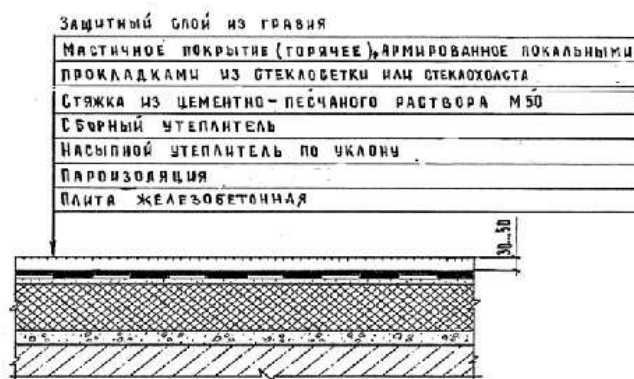 Защитный слой из гравия
Мастичное покрытие (горячее), армированное локальными
прокладками из стеклосетки или стеклохолста
Стяжка из цементно-песчаного раствора М50
Сборный утеплитель
Насыпной утеплитель по уклону
Пароизоляция
Плита железобетонная
30...50